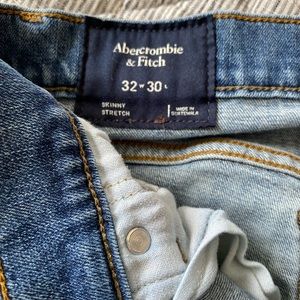 Abercrombie
& Fitch
32 W 30 L
SKINNY
STRETCH
MADE IN
GUATEMALA